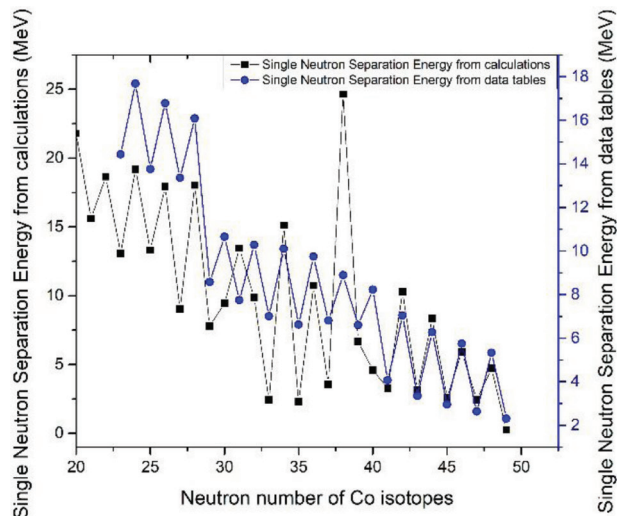 Single Neutron Separation Energy from calculations (MeV)
Single Neutron Separation Energy from calculations
Single Neutron Separation Energy from data tables
25
20
15
10
5
0
18
16
14
12
10
8
6
4
2
20 25 30 35 40 45 50
Neutron number of Co isotopes
Single Neutron Separation Energy from data tables (MeV)